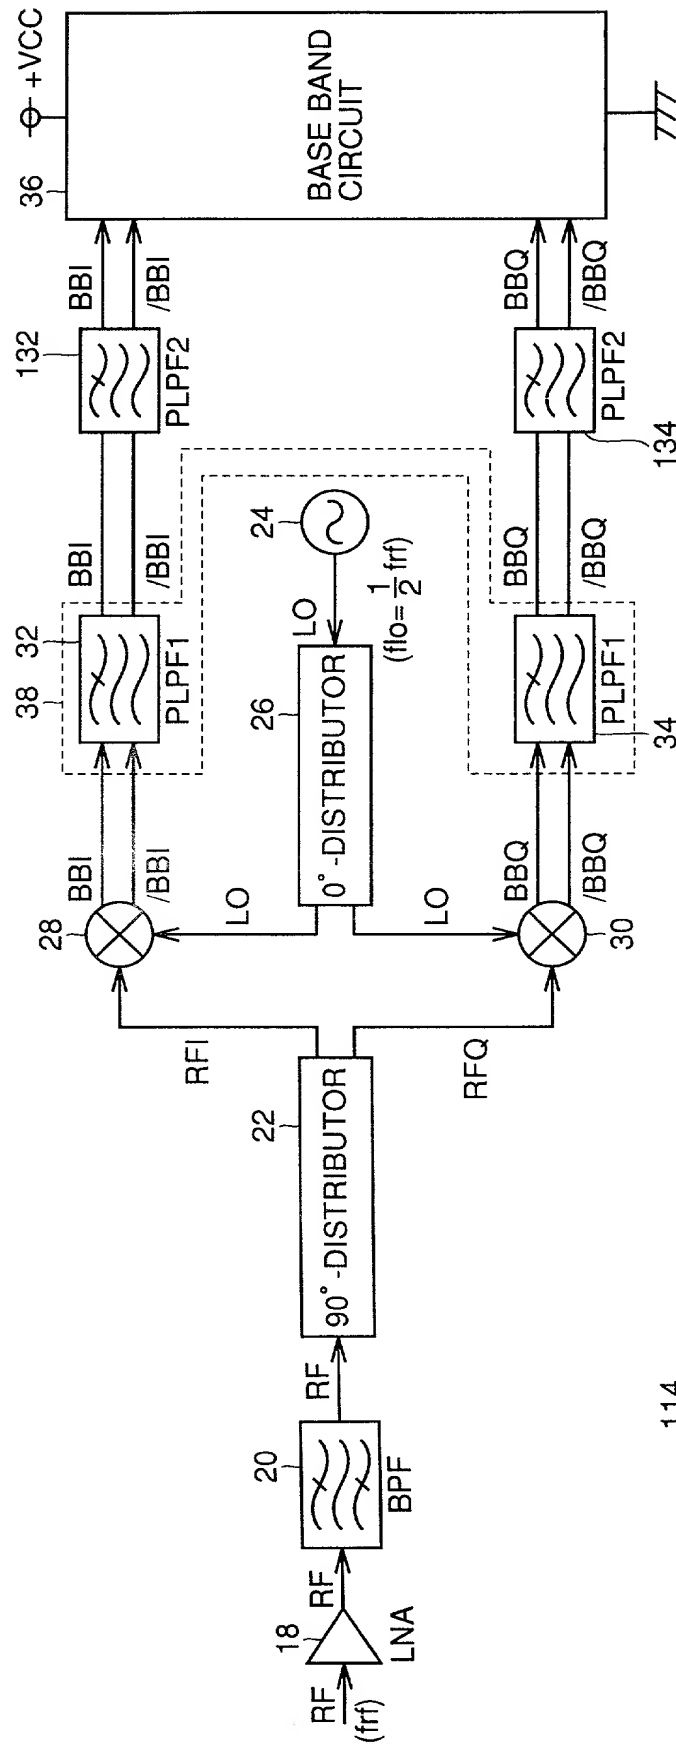 RF
(frf)
18
LNA
RF
20
BPF
RF
22
90°-DISTRIBUTOR
RFI
RFQ
28
30
LO
LO
26
0°-DISTRIBUTOR
LO
(flo= 1/2 frf)
24
BBI
/BBI
38
32
PLPF1
BBI
/BBI
132
PLPF2
BBI
/BBI
BBQ
/BBQ
34
PLPF1
BBQ
/BBQ
134
PLPF2
BBQ
/BBQ
36
BASE BAND
CIRCUIT
+VCC
114